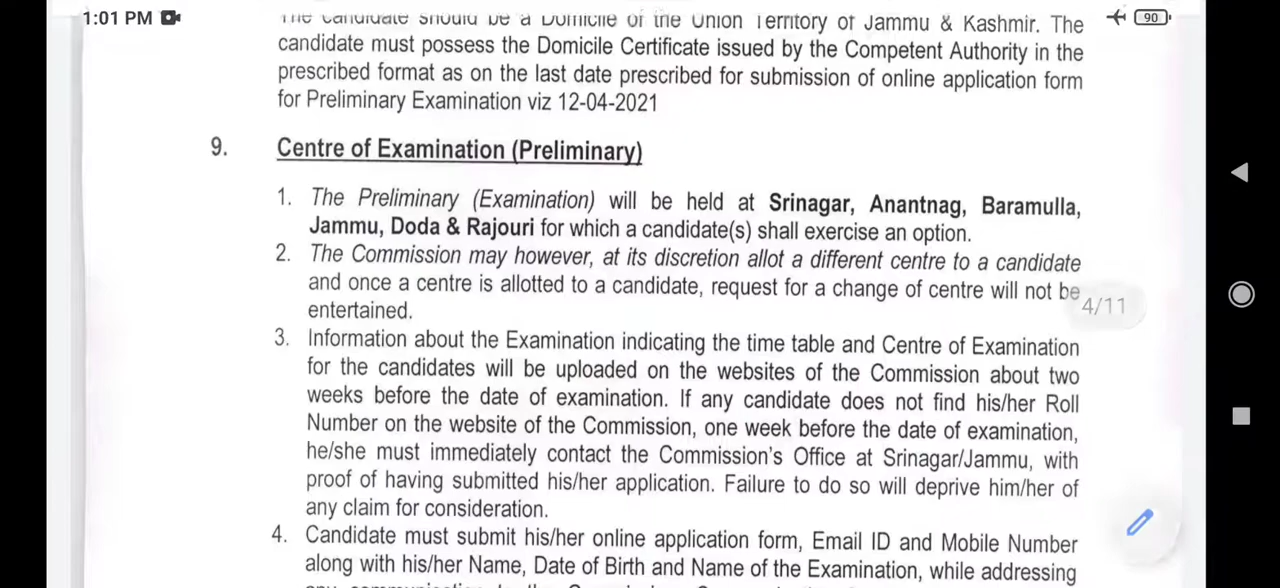 1:01 PM
90
The candidate should be a Domicile of the Union Territory of Jammu & Kashmir. The
candidate must possess the Domicile Certificate issued by the Competent Authority in the
prescribed format as on the last date prescribed for submission of online application form
for Preliminary Examination viz 12-04-2021
9. Centre of Examination (Preliminary)
1. The Preliminary (Examination) will be held at Srinagar, Anantnag, Baramulla,
Jammu, Doda & Rajouri for which a candidate(s) shall exercise an option.
2. The Commission may however, at its discretion allot a different centre to a candidate
and once a centre is allotted to a candidate, request for a change of centre will not be
entertained.
4/11
3. Information about the Examination indicating the time table and Centre of Examination
for the candidates will be uploaded on the websites of the Commission about two
weeks before the date of examination. If any candidate does not find his/her Roll
Number on the website of the Commission, one week before the date of examination,
he/she must immediately contact the Commission's Office at Srinagar/Jammu, with
proof of having submitted his/her application. Failure to do so will deprive him/her of
any claim for consideration.
4. Candidate must submit his/her online application form, Email ID and Mobile Number
along with his/her Name, Date of Birth and Name of the Examination, while addressing